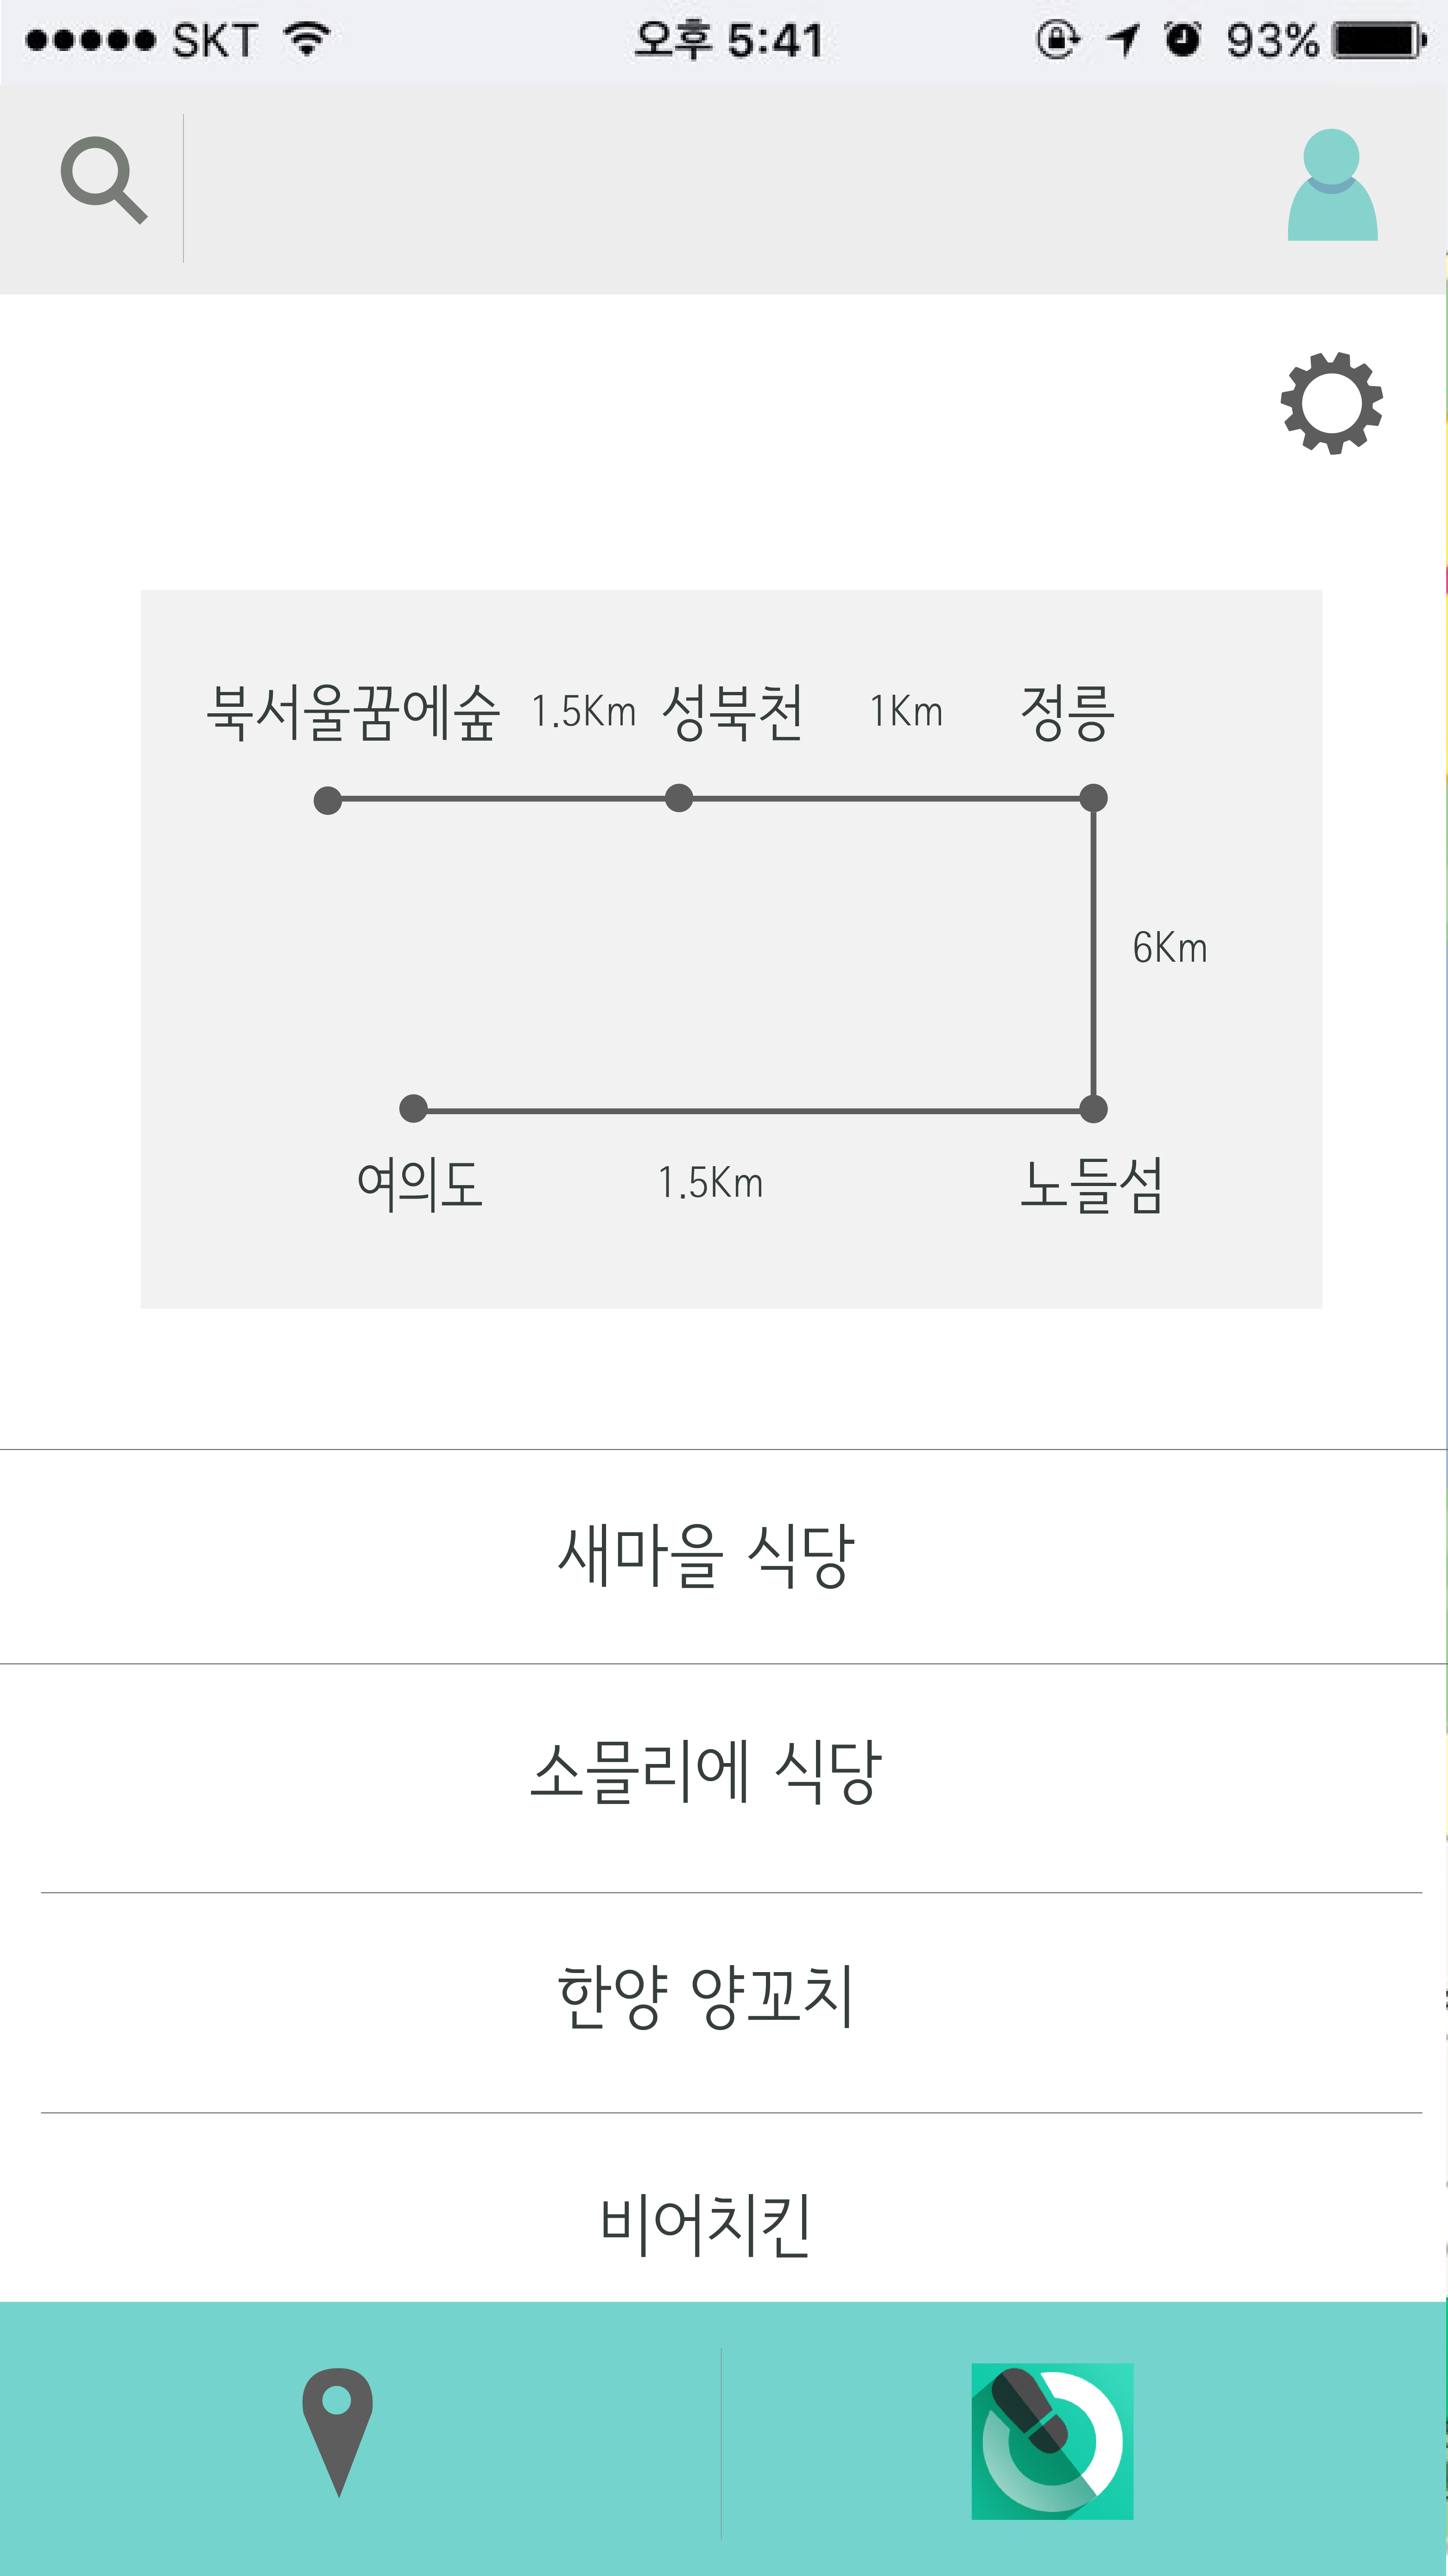 SKT 오후 5:41 93%
북서울꿈에숲 1.5Km 성북천 1Km 정릉
6Km
여의도 1.5Km 노들섬
새마을 식당
소믈리에 식당
한양 양꼬치
비어치킨